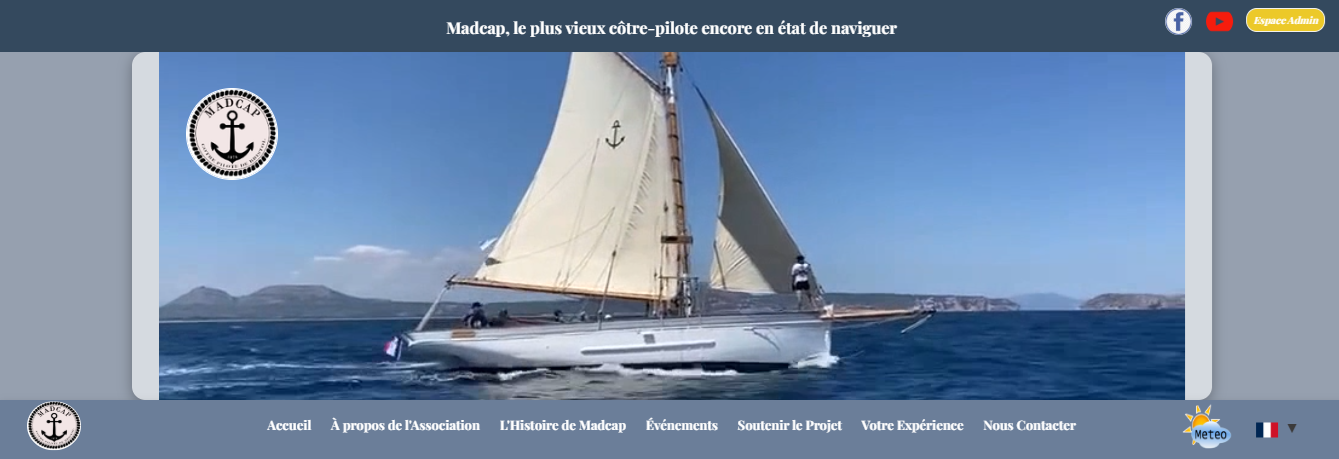 Madcap, le plus vieux côtre-pilote encore en état de naviguer
Espace Admin
MADCAP
MADCAP
Accueil À propos de l'Association L'Histoire de Madcap Événements Soutenir le Projet Votre Expérience Nous Contacter
Meteo